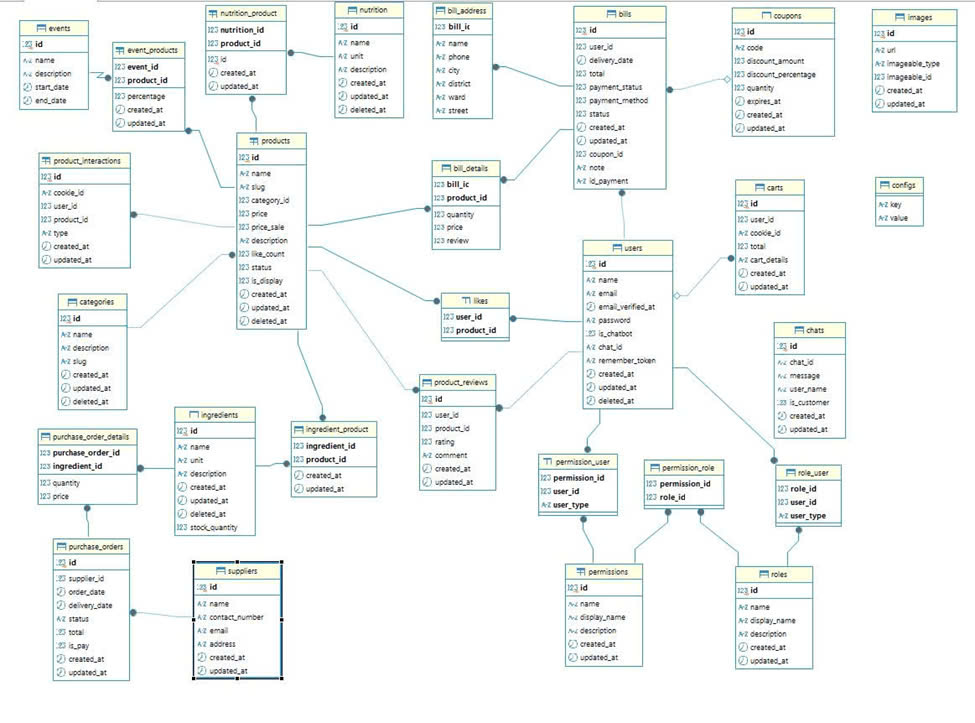 events
123 id
A-Z name
A-Z description
start_date
end_date
event_products
123 event_id
123 product_id
123 percentage
created_at
updated_at
nutrition_product
123 nutrition_id
123 product_id
123 id
created_at
updated_at
nutrition
123 id
A-Z name
A-Z unit
A-Z description
created_at
updated_at
deleted_at
bill_address
123 bill_ic
A-Z name
A-Z phone
A-Z city
A-Z district
A-Z ward
A-Z street
bills
123 id
123 user_id
delivery_date
123 total
123 payment_status
123 payment_method
123 status
created_at
updated_at
123 coupon_id
A-Z note
A-Z id_payment
coupons
123 id
A-Z code
123 discount_amount
123 discount_percentage
123 quantity
expires_at
created_at
updated_at
images
123 id
A-Z url
A-Z imageable_type
123 imageable_id
created_at
updated_at
product_interactions
123 id
A-Z cookie_id
123 user_id
123 product_id
A-Z type
created_at
updated_at
products
123 id
A-Z name
A-Z slug
123 category_id
123 price
123 price_sale
A-Z description
123 like_count
123 status
123 is_display
created_at
updated_at
deleted_at
bill_details
123 bill_ic
123 product_id
123 quantity
123 price
123 review
carts
123 id
123 user_id
A-Z cookie_id
123 total
A-Z cart_details
created_at
updated_at
configs
A-Z key
A-Z value
users
123 id
A-Z name
A-Z email
email_verified_at
A-Z password
123 is_chatbot
A-Z chat_id
A-Z remember_token
created_at
updated_at
deleted_at
categories
123 id
A-Z name
A-Z description
A-Z slug
created_at
updated_at
deleted_at
likes
123 user_id
123 product_id
chats
123 id
A-Z chat_id
A-Z message
A-Z user_name
123 is_customer
created_at
updated_at
product_reviews
123 id
123 user_id
123 product_id
123 rating
A-Z comment
created_at
updated_at
purchase_order_details
123 purchase_order_id
123 ingredient_id
123 quantity
123 price
ingredients
123 id
A-Z name
A-Z unit
A-Z description
created_at
updated_at
deleted_at
123 stock_quantity
ingredient_product
123 ingredient_id
123 product_id
created_at
updated_at
permission_user
123 permission_id
123 user_id
A-Z user_type
permission_role
123 permission_id
123 role_id
role_user
123 role_id
123 user_id
A-Z user_type
purchase_orders
123 id
123 supplier_id
order_date
delivery_date
A-Z status
123 total
123 is_pay
created_at
updated_at
suppliers
123 id
A-Z name
A-Z contact_number
A-Z email
A-Z address
created_at
updated_at
permissions
123 id
A-Z name
A-Z display_name
A-Z description
created_at
updated_at
roles
123 id
A-Z name
A-Z display_name
A-Z description
created_at
updated_at